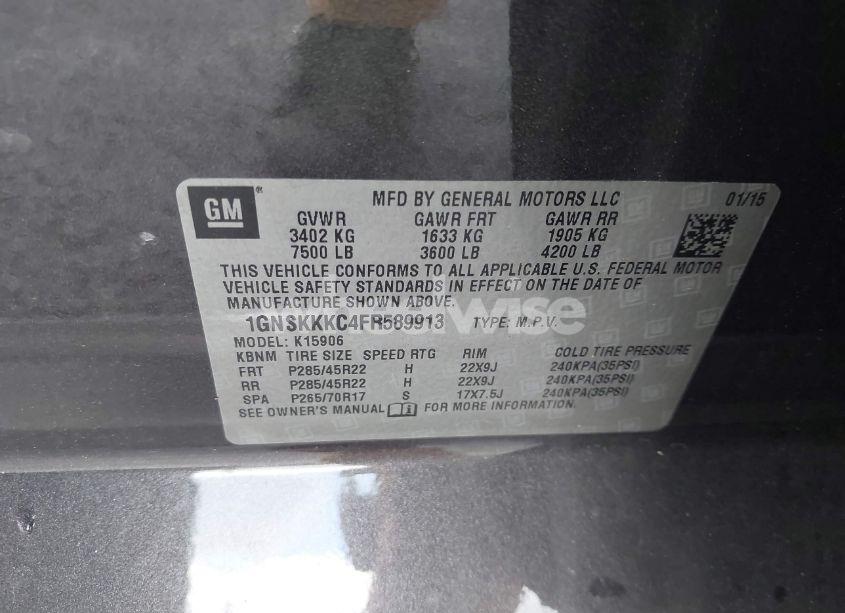 GM®
MFD BY GENERAL MOTORS LLC 01/15
GVWR GAWR FRT GAWR RR
3402 KG 1633 KG 1905 KG
7500 LB 3600 LB 4200 LB
THIS VEHICLE CONFORMS TO ALL APPLICABLE U.S. FEDERAL MOTOR
VEHICLE SAFETY STANDARDS IN EFFECT ON THE DATE OF
MANUFACTURE SHOWN ABOVE.
1GNSKKKC4FR589913 TYPE: M.P.V.
MODEL: K15906
KBNM TIRE SIZE SPEED RTG RIM COLD TIRE PRESSURE
FRT P285/45R22 H 22X9J 240KPA(35PSI)
RR P285/45R22 H 22X9J 240KPA(35PSI)
SPA P265/70R17 S 17X7.5J 240KPA(35PSI)
SEE OWNER'S MANUAL FOR MORE INFORMATION.